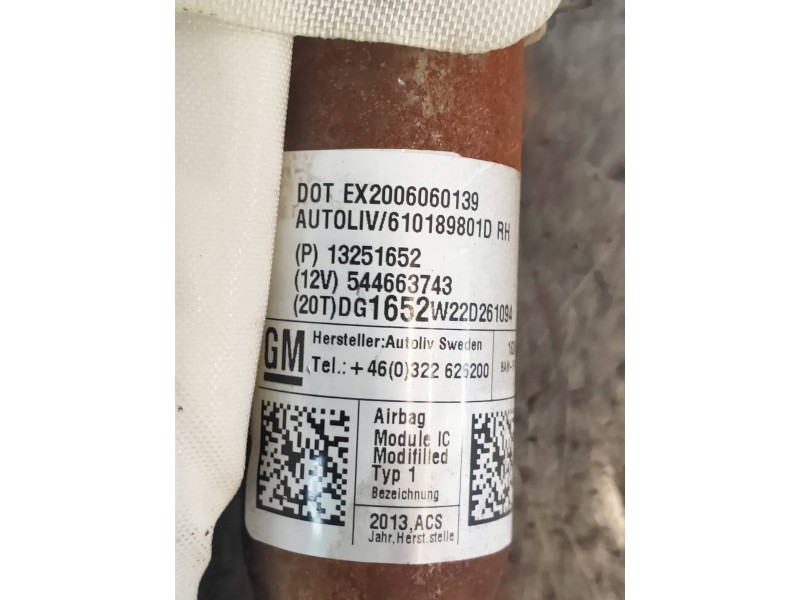 DOT EX2006060139
AUTOLIV/610189801D RH
(P) 13251652
(12V) 544663743
(20T)DG1652W22D261094
GM
Hersteller:Autoliv Sweden
Tel.:+46(0)322 626200
Airbag
Module IC
Modifilled
Typ 1
Bezeichnung
2013,ACS
Jahr,Herst.stelle